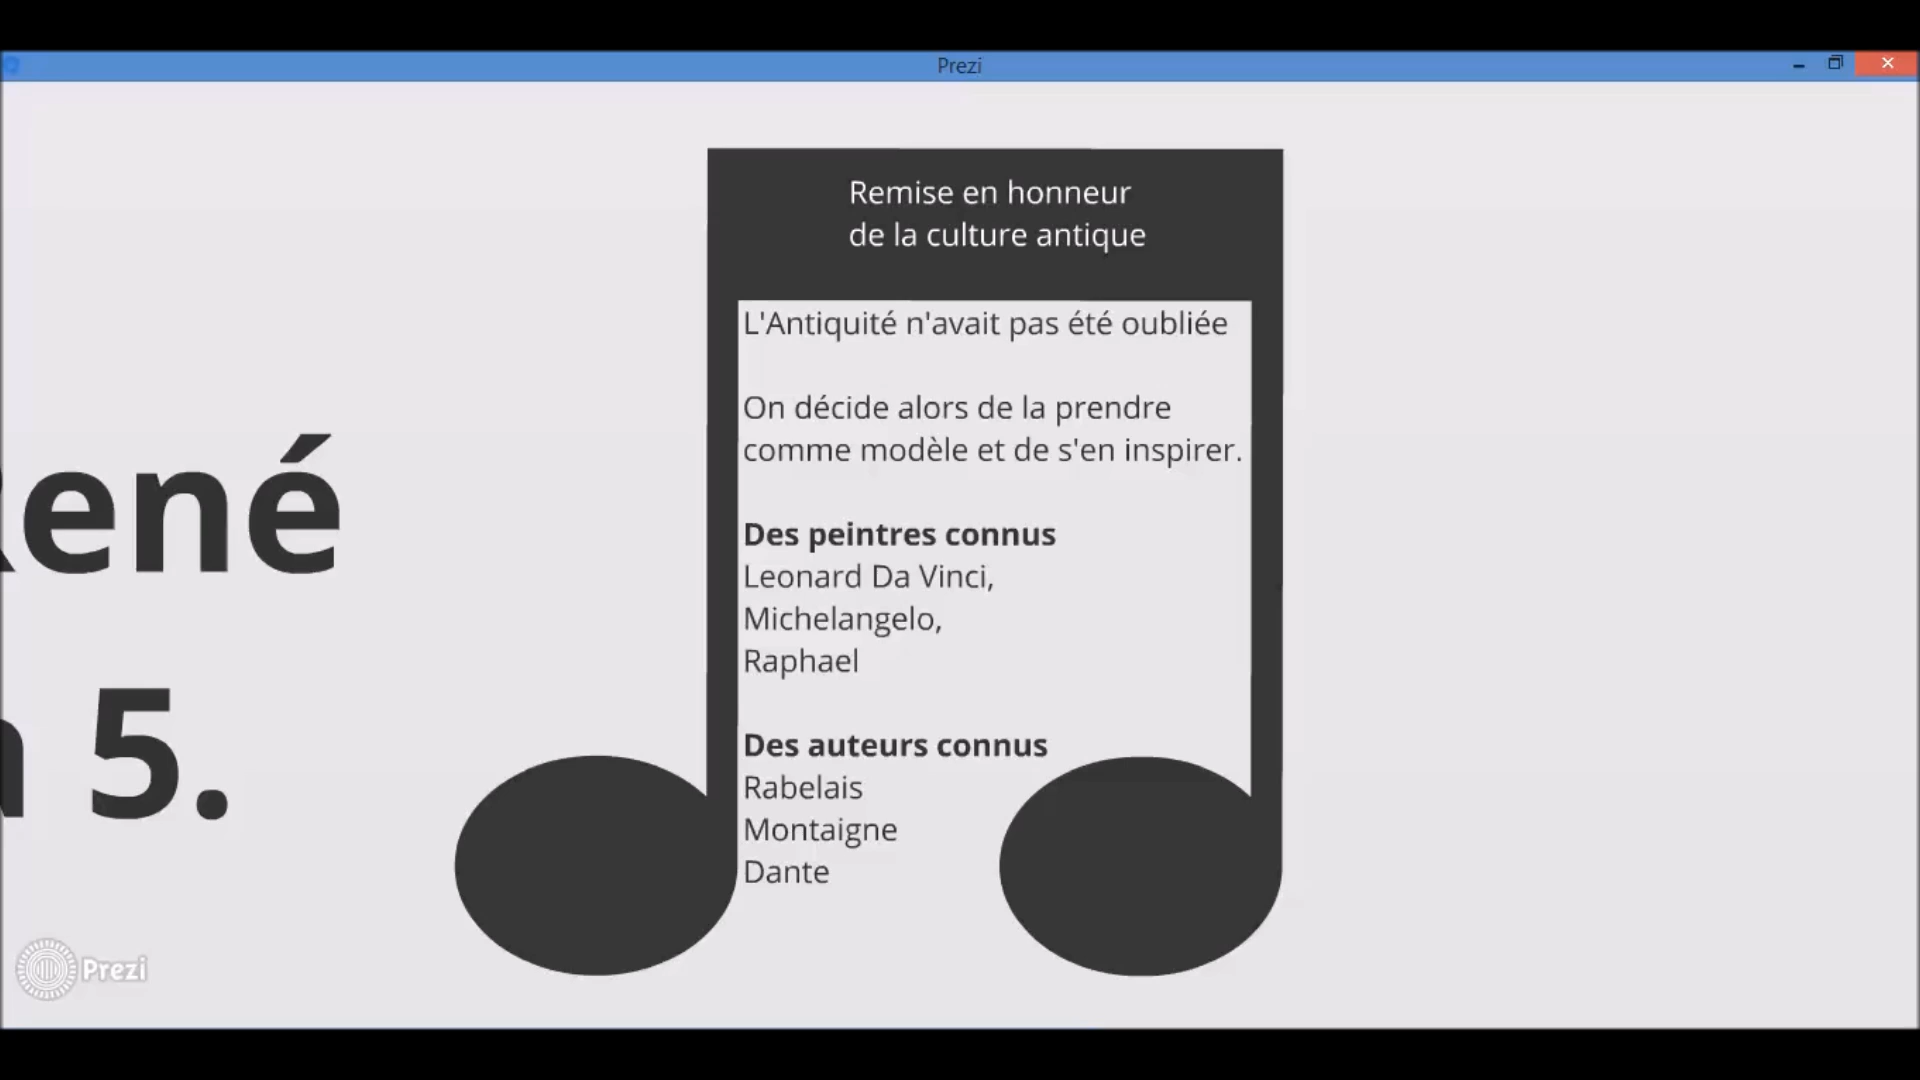 Prezi
Remise en honneur
de la culture antique
L'Antiquité n'avait pas été oubliée
On décide alors de la prendre
comme modèle et de s'en inspirer.
Des peintres connus
Leonard Da Vinci,
Michelangelo,
Raphael
Des auteurs connus
Rabelais
Montaigne
Dante
René
5.
Prezi